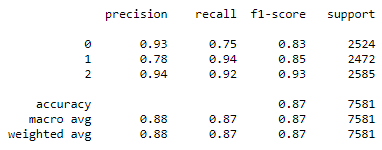 precision recall f1-score support
0 0.93 0.75 0.83 2524
1 0.78 0.94 0.85 2472
2 0.94 0.92 0.93 2585
accuracy 0.87 7581
macro avg 0.88 0.87 0.87 7581
weighted avg 0.88 0.87 0.87 7581